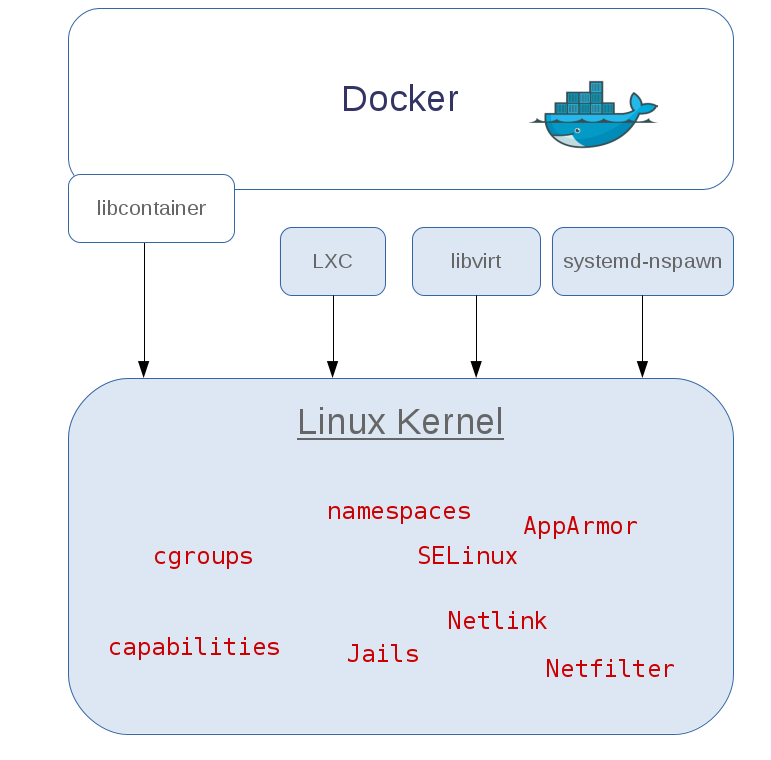 Docker
libcontainer
LXC
libvirt
systemd-nspawn
Linux Kernel
namespaces
AppArmor
cgroups
SELinux
Netlink
capabilities
Jails
Netfilter